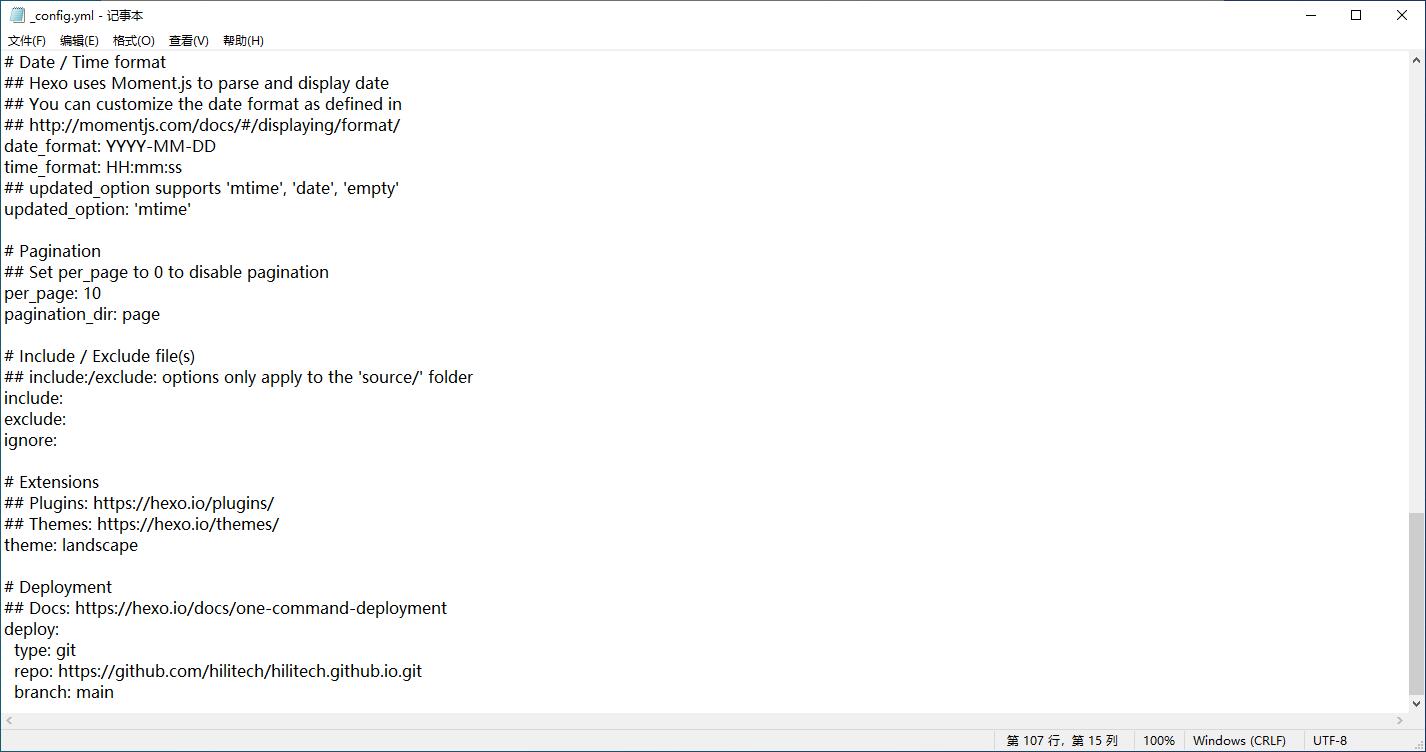 _config.yml - 记事本
文件(F) 编辑(E) 格式(O) 查看(V) 帮助(H)
# Date / Time format
## Hexo uses Moment.js to parse and display date
## You can customize the date format as defined in
## http://momentjs.com/docs/#/displaying/format/
date_format: YYYY-MM-DD
time_format: HH:mm:ss
## updated_option supports 'mtime', 'date', 'empty'
updated_option: 'mtime'
# Pagination
## Set per_page to 0 to disable pagination
per_page: 10
pagination_dir: page
# Include / Exclude file(s)
## include:/exclude: options only apply to the 'source/' folder
include:
exclude:
ignore:
# Extensions
## Plugins: https://hexo.io/plugins/
## Themes: https://hexo.io/themes/
theme: landscape
# Deployment
## Docs: https://hexo.io/docs/one-command-deployment
deploy:
  type: git
  repo: https://github.com/hilitech/hilitech.github.io.git
  branch: main
第 107 行，第 15 列 100% Windows (CRLF) UTF-8